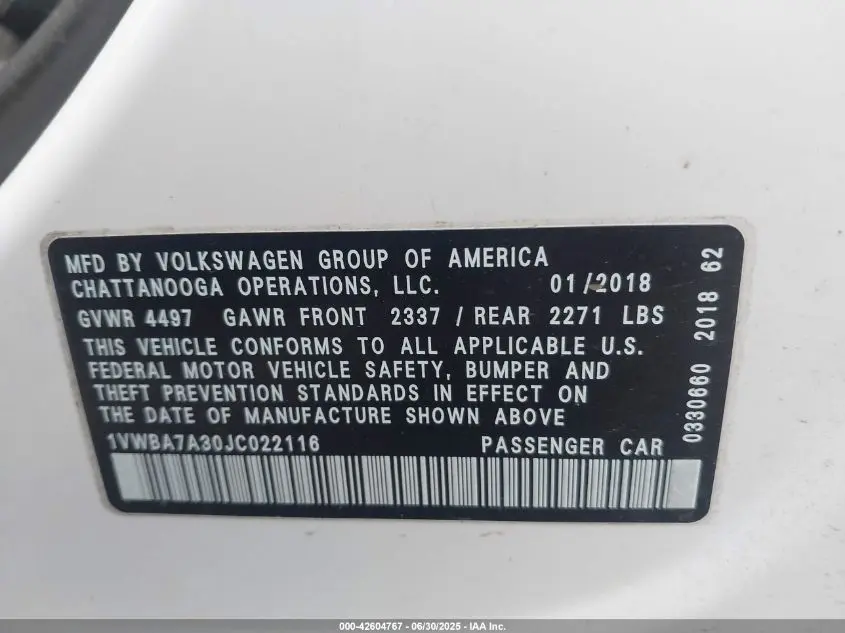 MFD BY VOLKSWAGEN GROUP OF AMERICA
CHATTANOOGA OPERATIONS, LLC. 01/2018
GVWR 4497 GAWR FRONT 2337 / REAR 2271 LBS
THIS VEHICLE CONFORMS TO ALL APPLICABLE U.S.
FEDERAL MOTOR VEHICLE SAFETY, BUMPER AND
THEFT PREVENTION STANDARDS IN EFFECT ON
THE DATE OF MANUFACTURE SHOWN ABOVE
1VWBA7A30JC022116 PASSENGER CAR
0330660 2018 62
000-42604767 - 06/30/2025 - IAA Inc.